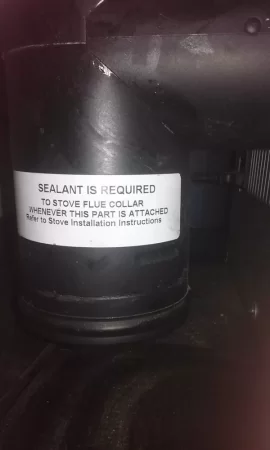 SEALANT IS REQUIRED
TO STOVE FLUE COLLAR
WHENEVER THIS PART IS ATTACHED
Refer to Stove Installation Instructions